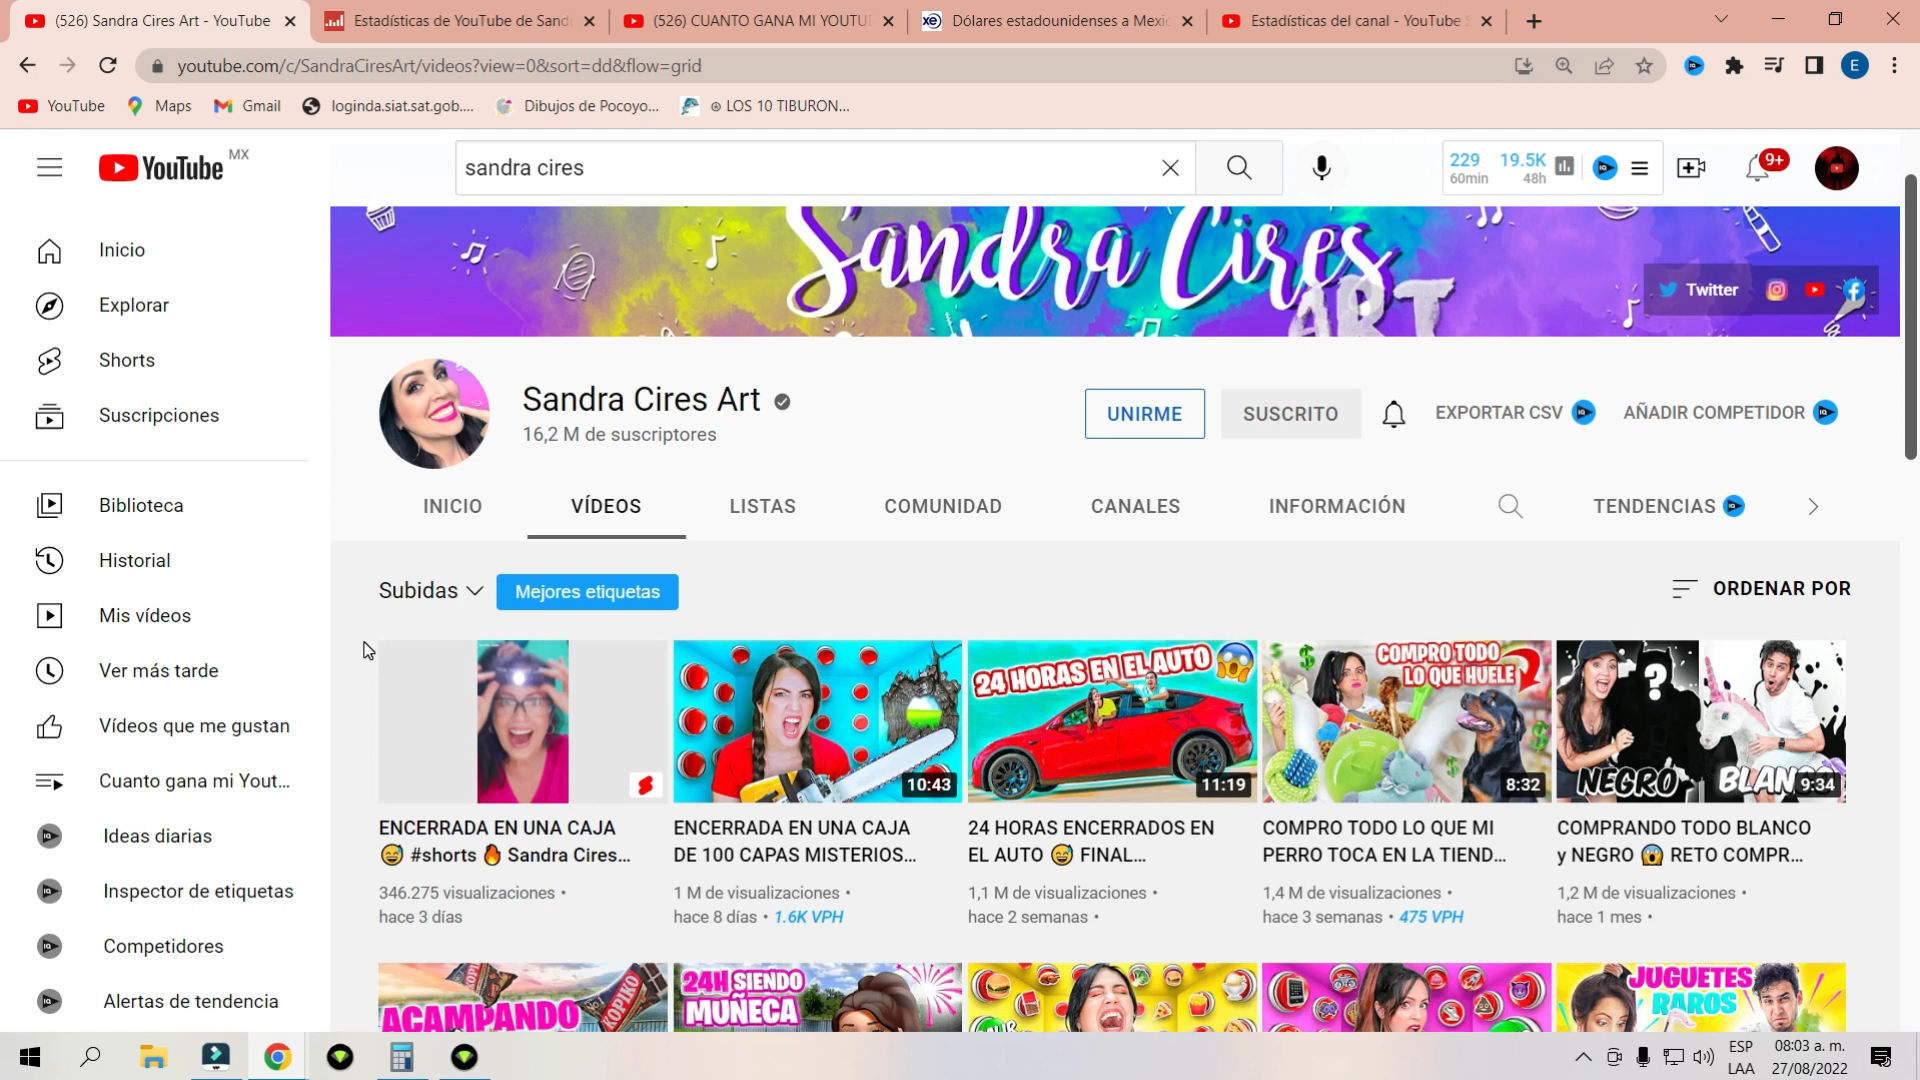 (526) Sandra Cires Art - YouTube
Estadísticas de YouTube de Sand
(526) CUANTO GANA MI YOUTU
Dólares estadounidenses a Mexic
Estadísticas del canal - YouTube S
youtube.com/c/SandraCiresArt/videos?view=0&sort=dd&flow=grid
E
YouTube
Maps
Gmail
loginda.siat.sat.gob....
Dibujos de Pocoyo...
⊛ LOS 10 TIBURON...
YouTube MX
sandra cires
229
60min
19.5K
48h
9+
Inicio
Explorar
Shorts
Suscripciones
Biblioteca
Historial
Mis vídeos
Ver más tarde
Vídeos que me gustan
Cuanto gana mi Yout...
Ideas diarias
Inspector de etiquetas
Competidores
Alertas de tendencia
Sandra Cires
ART
Twitter
Sandra Cires Art
16,2 M de suscriptores
UNIRME
SUSCRITO
EXPORTAR CSV
AÑADIR COMPETIDOR
INICIO
VÍDEOS
LISTAS
COMUNIDAD
CANALES
INFORMACIÓN
TENDENCIAS
Subidas
Mejores etiquetas
ORDENAR POR
10:43
24 HORAS EN EL AUTO
11:19
COMPRO TODO
LO QUE HUELE
8:32
?
NEGRO
BLANCO
9:34
ENCERRADA EN UNA CAJA
😅 #shorts 🔥 Sandra Cires...
346.275 visualizaciones •
hace 3 días
ENCERRADA EN UNA CAJA
DE 100 CAPAS MISTERIOS...
1 M de visualizaciones •
hace 8 días • 1.6K VPH
24 HORAS ENCERRADOS EN
EL AUTO 😅 FINAL...
1,1 M de visualizaciones •
hace 2 semanas •
COMPRO TODO LO QUE MI
PERRO TOCA EN LA TIEND...
1,4 M de visualizaciones •
hace 3 semanas • 475 VPH
COMPRANDO TODO BLANCO
y NEGRO 😱 RETO COMPR...
1,2 M de visualizaciones •
hace 1 mes •
KOPIKO
ACAMPANDO
24H SIENDO
MUÑECA
JUGUETES
RAROS
ESP
LAA
08:03 a. m.
27/08/2022